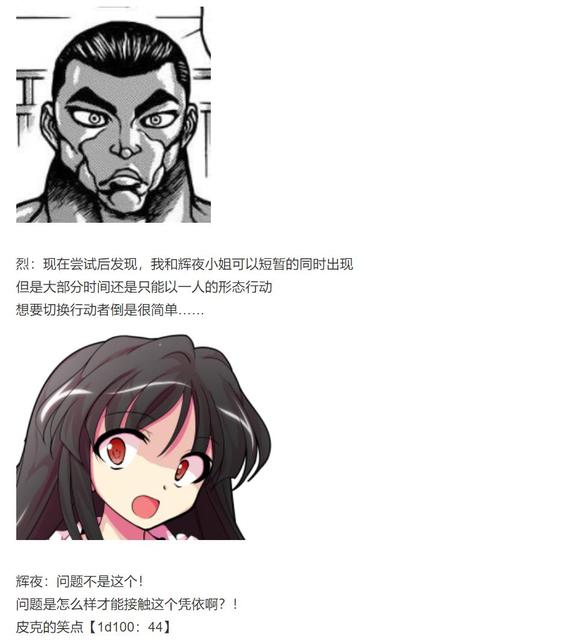 烈：现在尝试后发现，我和辉夜小姐可以短暂的同时出现
但是大部分时间还是只能以一人的形态行动
想要切换行动者倒是很简单……
辉夜：问题不是这个！
问题是怎么样才能接触这个凭依啊？！
皮克的笑点【1d100：44】